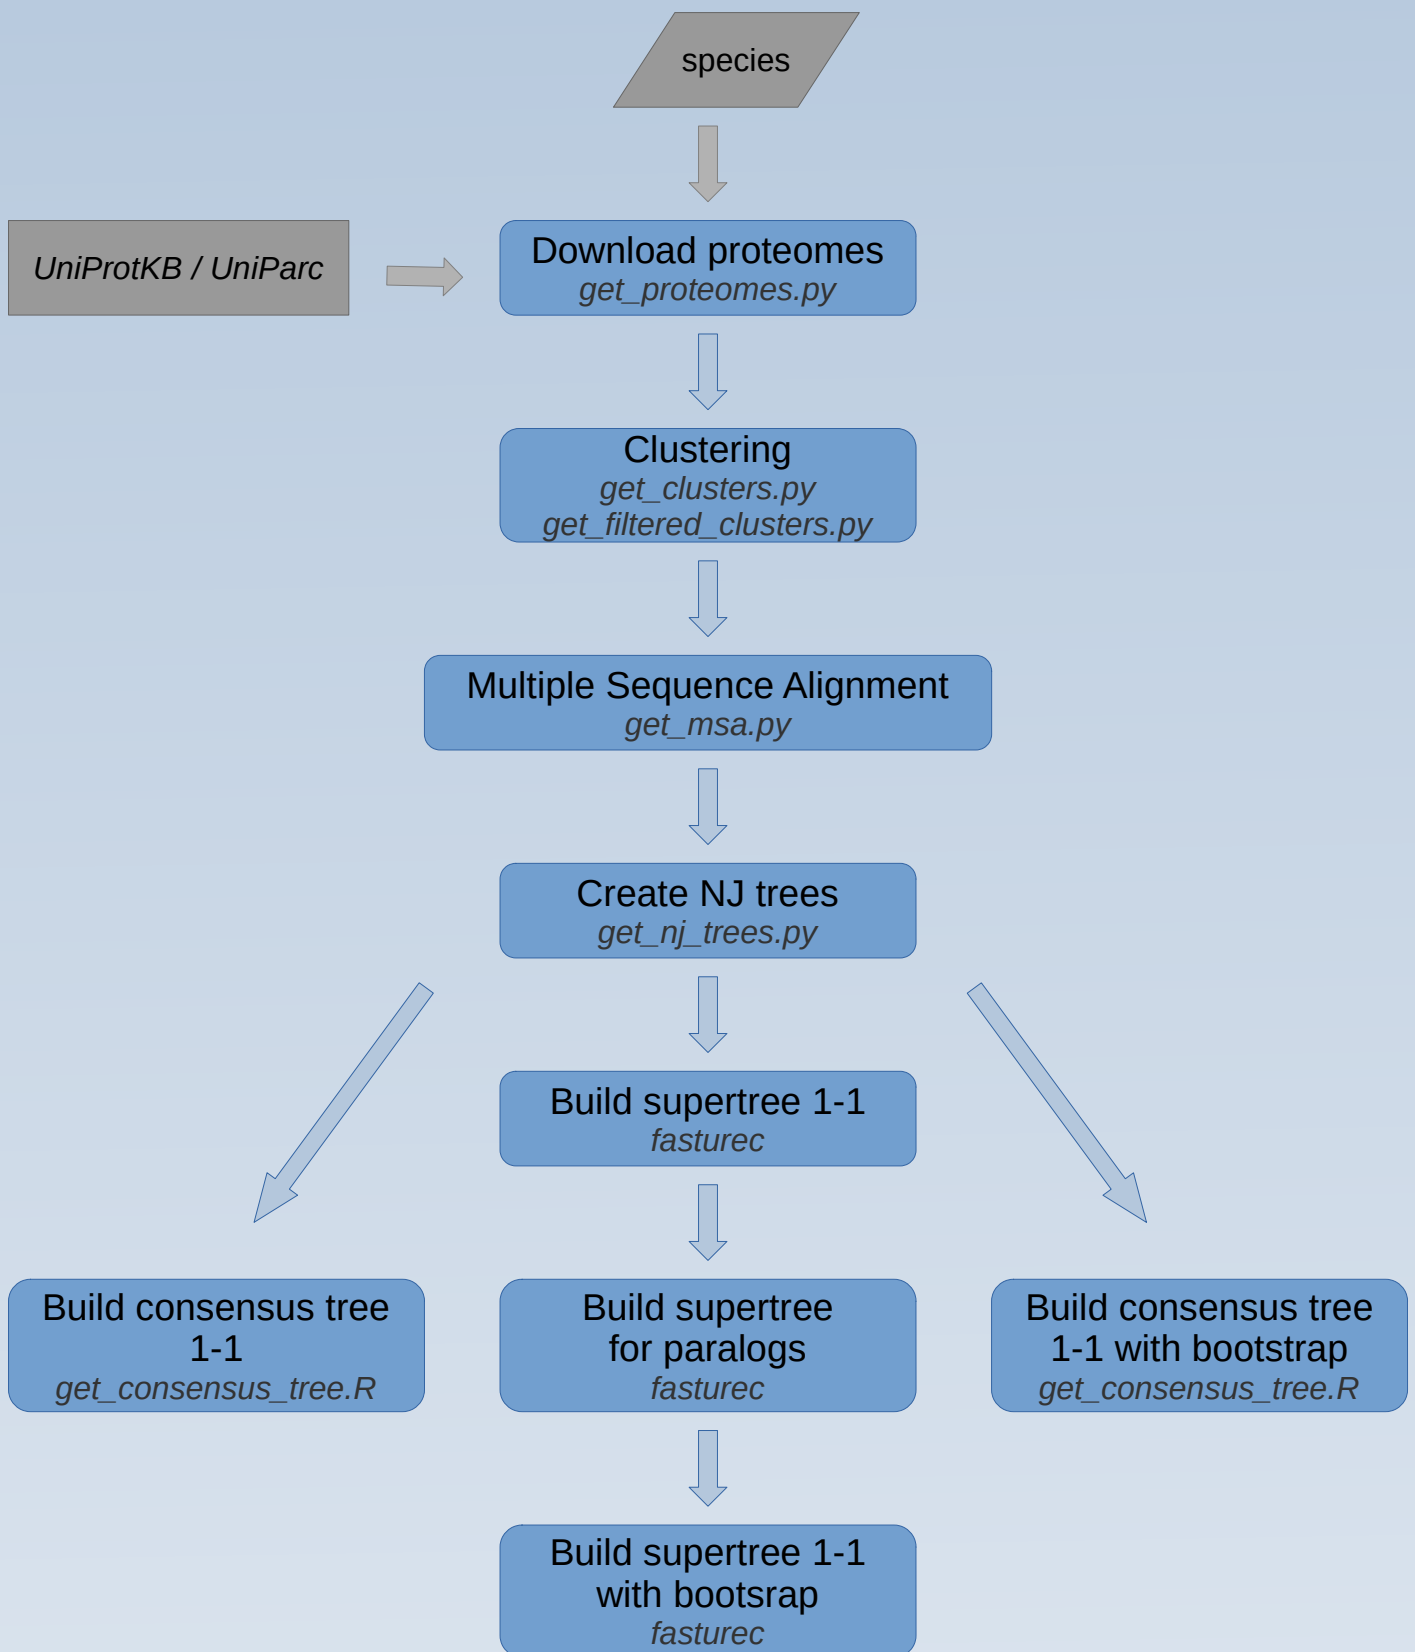 species
UniProtKB / UniParc
Download proteomes
get_proteomes.py
Clustering
get_clusters.py
get_filtered_clusters.py
Multiple Sequence Alignment
get_msa.py
Create NJ trees
get_nj_trees.py
Build supertree 1-1
fasturec
Build consensus tree
1-1
get_consensus_tree.R
Build supertree
for paralogs
fasturec
Build consensus tree
1-1 with bootstrap
get_consensus_tree.R
Build supertree 1-1
with bootsrap
fasturec